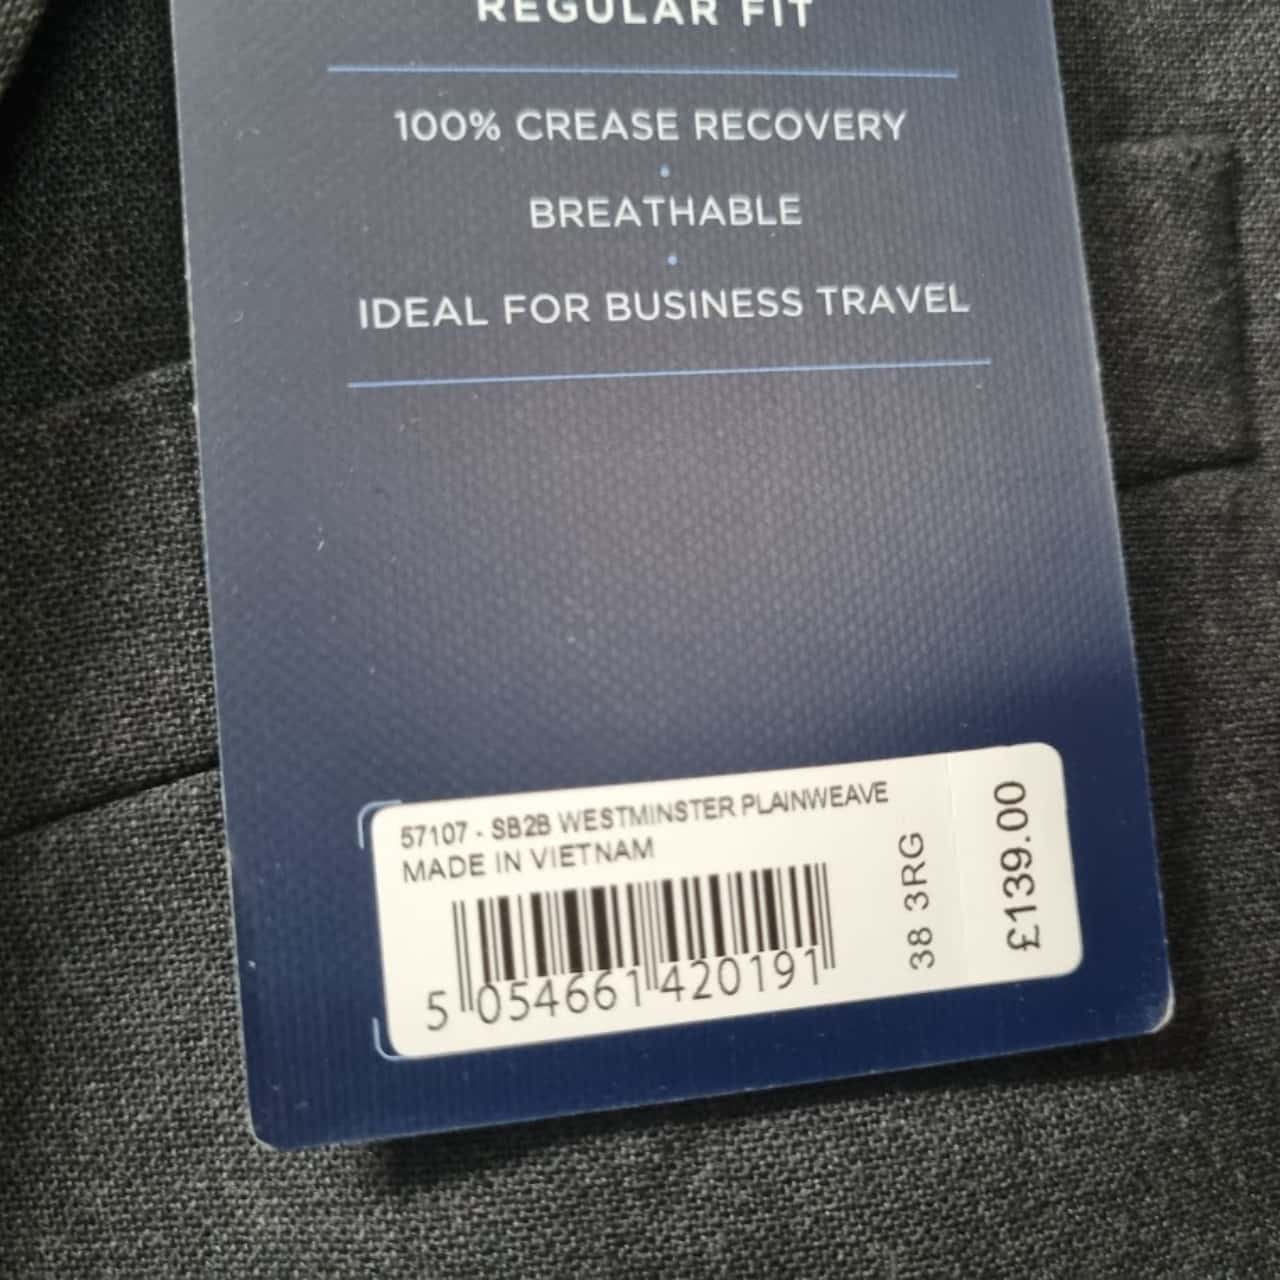 REGULAR FIT
100% CREASE RECOVERY
BREATHABLE
IDEAL FOR BUSINESS TRAVEL
57107 - SB2B WESTMINSTER PLAINWEAVE
MADE IN VIETNAM
5 054661 420191
38 3RG
£139.00